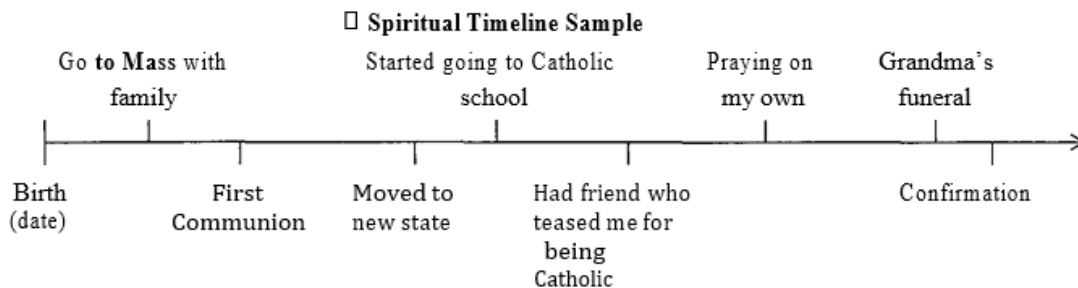 Spiritual Timeline Sample
Go to Mass with
family
Started going to Catholic
school
Praying on
my own
Grandma's
funeral
Birth
(date)
First
Communion
Moved to
new state
Had friend who
teased me for
being
Catholic
Confirmation